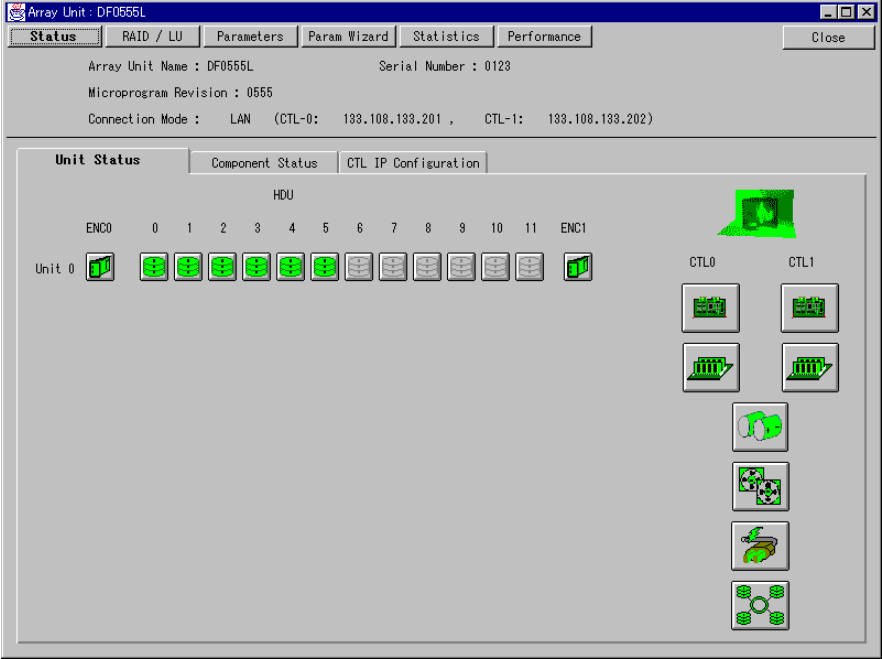 Array Unit : DF0555L
Status RAID / LU Parameters Param Wizard Statistics Performance Close
Array Unit Name : DF0555L Serial Number : 0123
Microprogram Revision : 0555
Connection Mode : LAN (CTL-0: 133.108.133.201 , CTL-1: 133.108.133.202)
Unit Status Component Status CTL IP Configuration
HDU
ENC0 0 1 2 3 4 5 6 7 8 9 10 11 ENC1
CTL0 CTL1
Unit 0